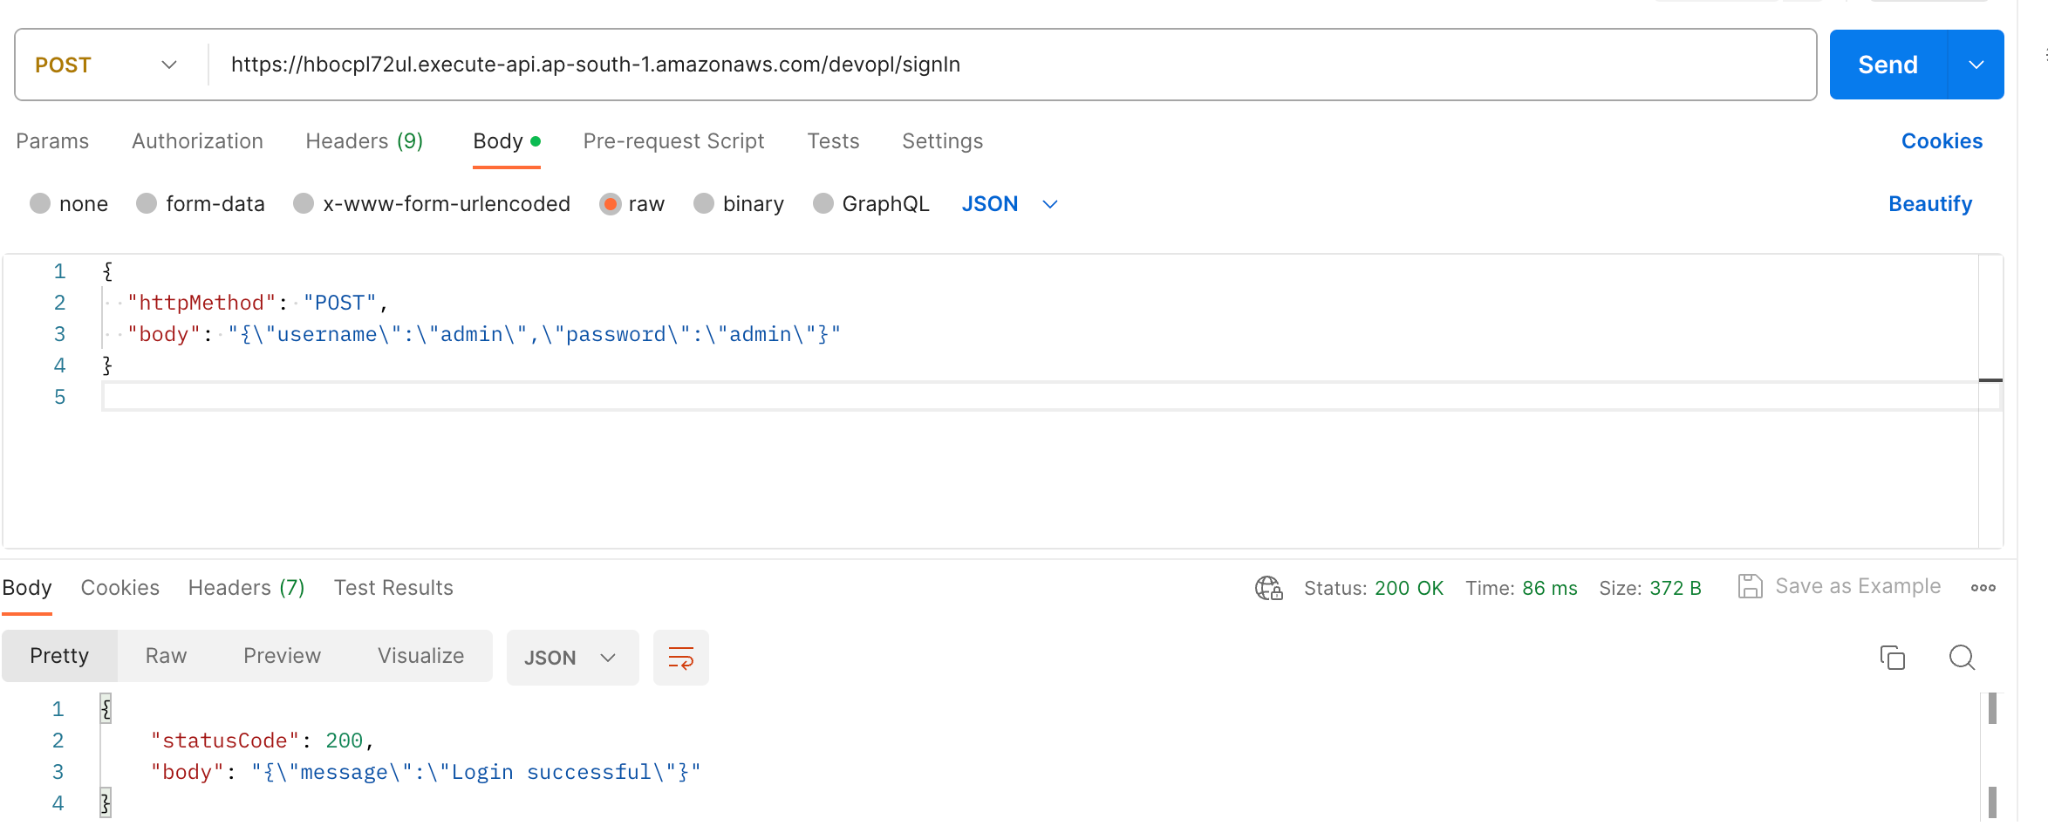 POST https://hbocpl72ul.execute-api.ap-south-1.amazonaws.com/devopl/signIn Send
Params Authorization Headers (9) Body Pre-request Script Tests Settings Cookies
none form-data x-www-form-urlencoded raw binary GraphQL JSON Beautify
1 {
2 "httpMethod": "POST",
3 "body": "{\"username\":\"admin\",\"password\":\"admin\"}"
4 }
5
Body Cookies Headers (7) Test Results Status: 200 OK Time: 86 ms Size: 372 B Save as Example
Pretty Raw Preview Visualize JSON
1 {
2 "statusCode": 200,
3 "body": "{\"message\":\"Login successful\"}"
4 }